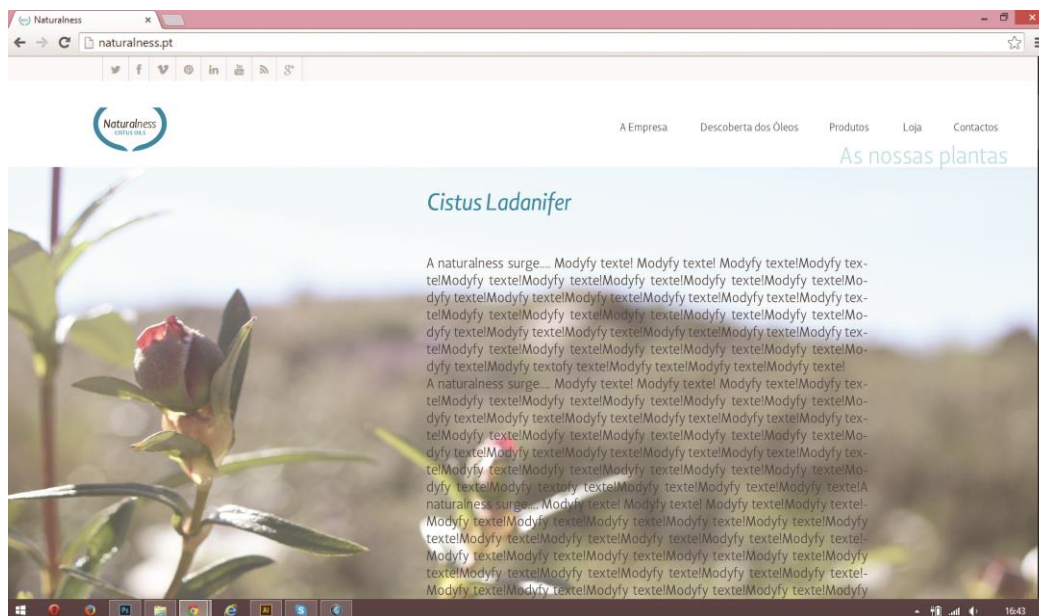 Naturalness
naturalness.pt
Naturalness
CISTUS OILS
A Empresa Descoberta dos Óleos Produtos Loja Contactos
As nossas plantas
Cistus Ladanifer
A naturalness surge.... Modyfy texte! Modyfy texte! Modyfy texte!Modyfy tex-
te!Modyfy texte!Modyfy texte!Modyfy texte!Modyfy texte!Modyfy texte!Mo-
dyfy texte!Modyfy texte!Modyfy texte!Modyfy texte!Modyfy texte!Modyfy tex-
te!Modyfy texte!Modyfy texte!Modyfy texte!Modyfy texte!Modyfy texte!Mo-
dyfy texte!Modyfy texte!Modyfy texte!Modyfy texte!Modyfy texte!Modyfy tex-
te!Modyfy texte!Modyfy texte!Modyfy texte!Modyfy texte!Modyfy texte!Mo-
dyfy texte!Modyfy textofy texte!Modyfy texte!Modyfy texte!Modyfy texte!
A naturalness surge.... Modyfy texte! Modyfy texte! Modyfy texte!Modyfy tex-
te!Modyfy texte!Modyfy texte!Modyfy texte!Modyfy texte!Modyfy texte!Mo-
dyfy texte!Modyfy texte!Modyfy texte!Modyfy texte!Modyfy texte!Modyfy tex-
te!Modyfy texte!Modyfy texte!Modyfy texte!Modyfy texte!Modyfy texte!Mo-
dyfy texte!Modyfy texte!Modyfy texte!Modyfy texte!Modyfy texte!Modyfy tex-
te!Modyfy texte!Modyfy texte!Modyfy texte!Modyfy texte!Modyfy texte!Mo-
dyfy texte!Modyfy textofy texte!Modyfy texte!Modyfy texte!Modyfy texte!A
naturalness surge.... Modyfy texte! Modyfy texte! Modyfy texte!Modyfy texte!-
Modyfy texte!Modyfy texte!Modyfy texte!Modyfy texte!Modyfy texte!Modyfy
texte!Modyfy texte!Modyfy texte!Modyfy texte!Modyfy texte!Modyfy texte!-
Modyfy texte!Modyfy texte!Modyfy texte!Modyfy texte!Modyfy texte!Modyfy
texte!Modyfy texte!Modyfy texte!Modyfy texte!Modyfy texte!Modyfy texte!-
Modyfy texte!Modyfy texte!Modyfy texte!Modyfy texte!Modyfy texte!Modyfy
16:43